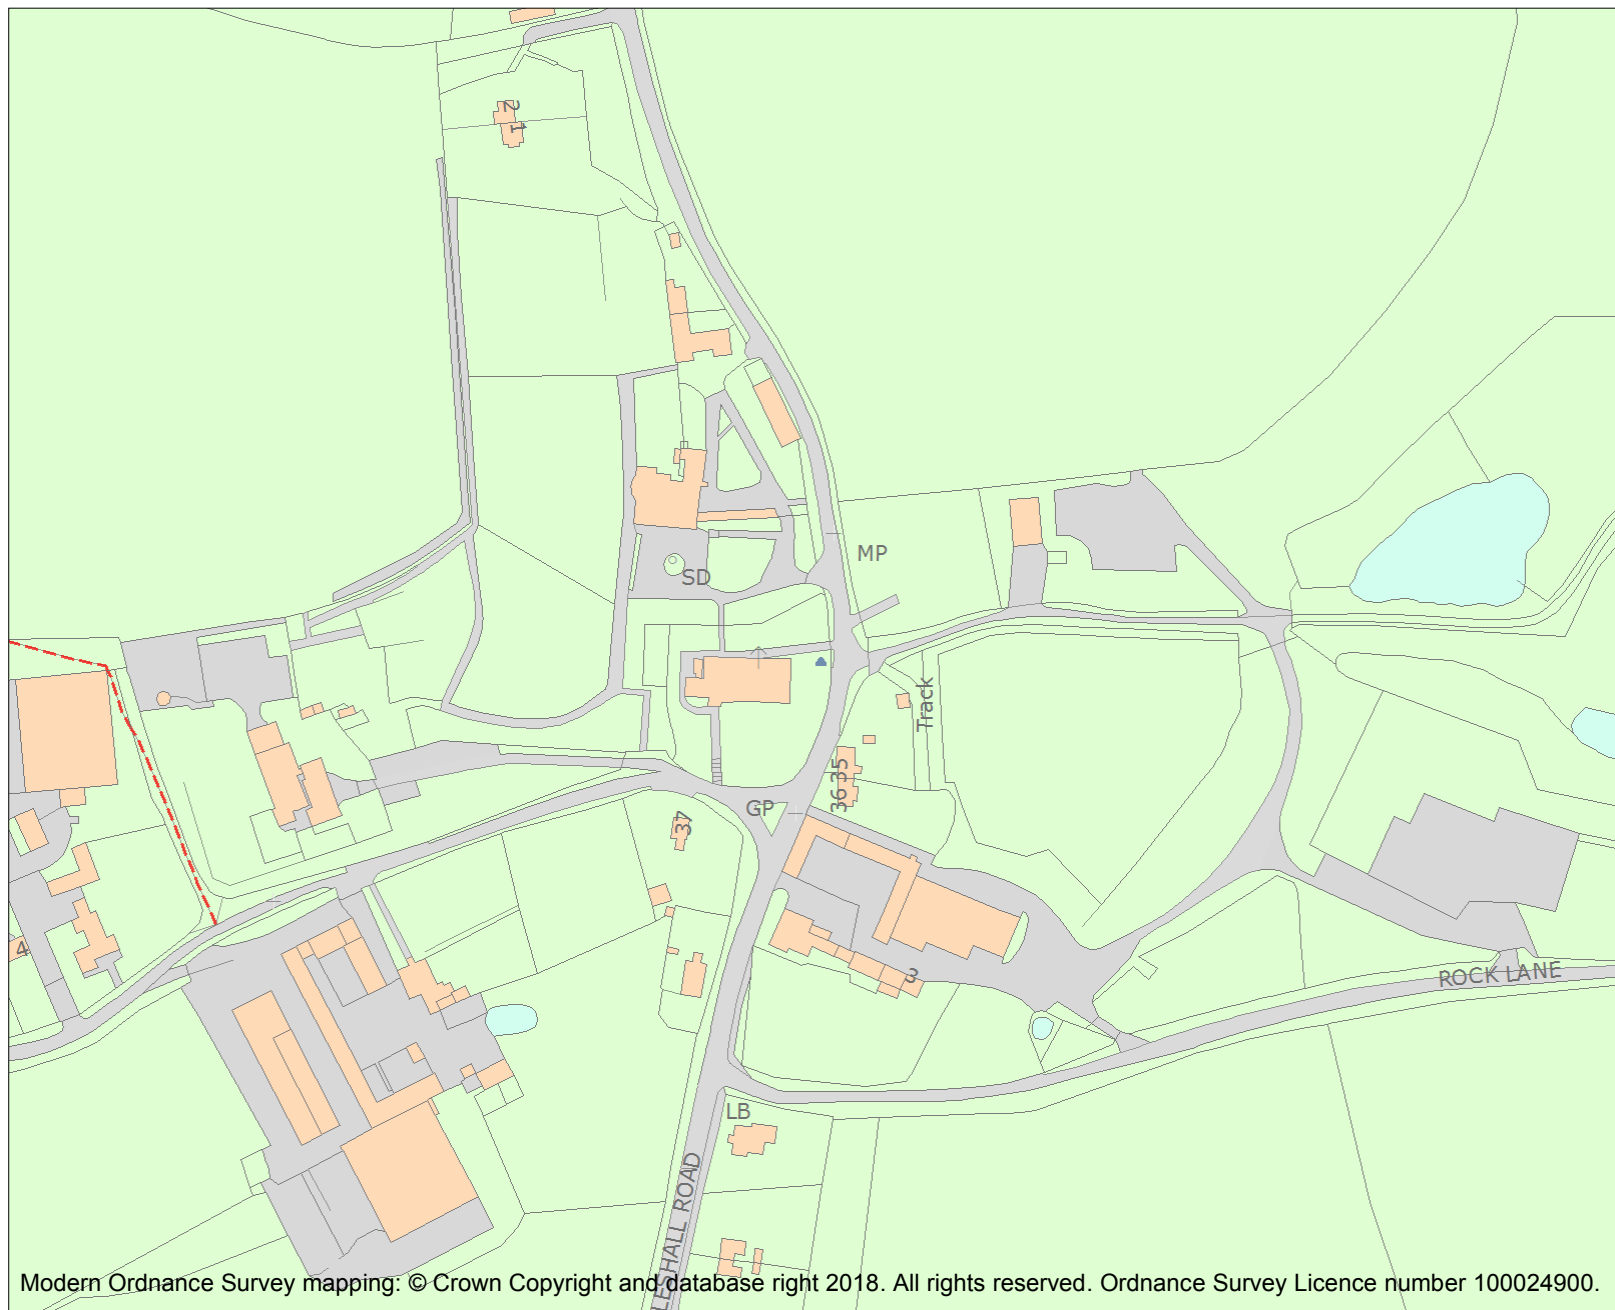 2
1
MP
SD
Track
36 35
GP
37
4
3
ROCK LANE
LB
LESHALL ROAD
Modern Ordnance Survey mapping: © Crown Copyright and database right 2018. All rights reserved. Ordnance Survey Licence number 100024900.